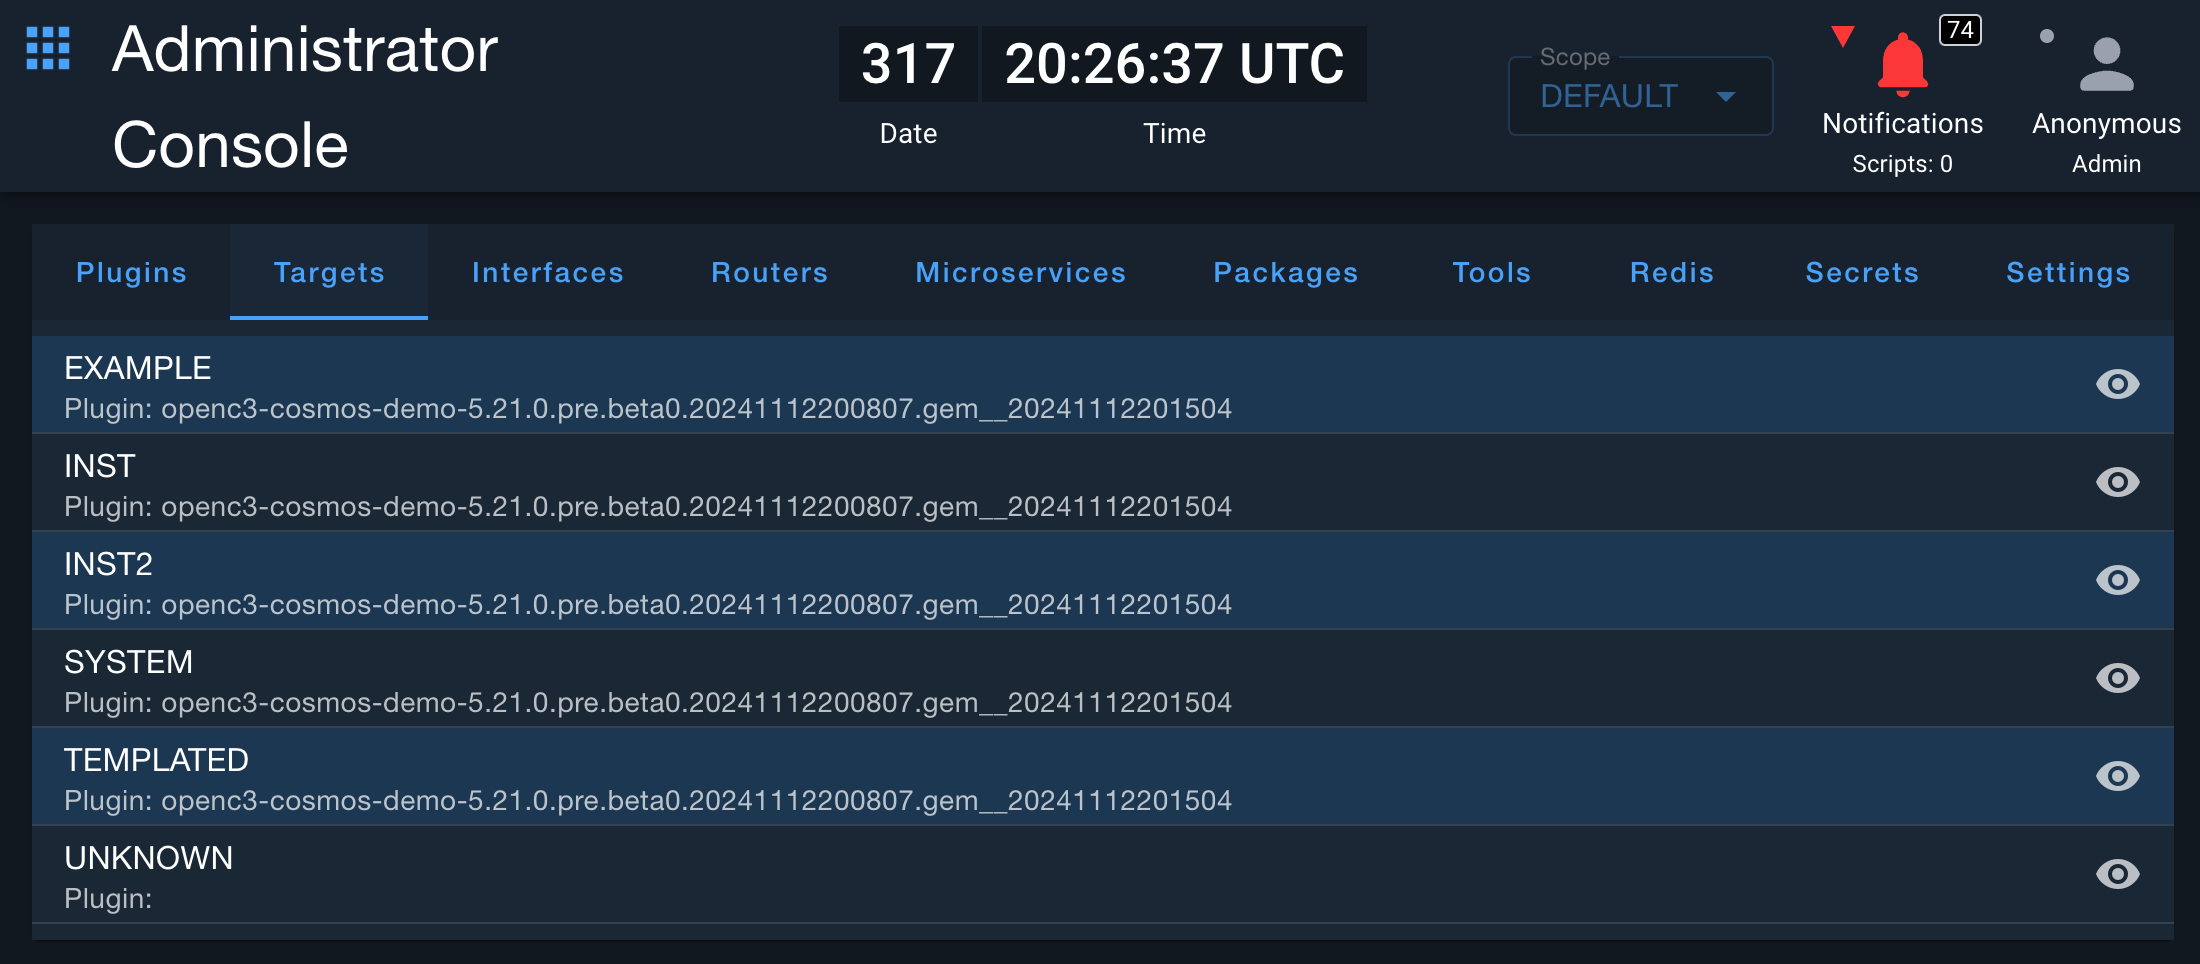 Administrator
Console
317
20:26:37 UTC
Date
Time
Scope
DEFAULT
74
Notifications
Scripts: 0
Anonymous
Admin
Plugins
Targets
Interfaces
Routers
Microservices
Packages
Tools
Redis
Secrets
Settings
EXAMPLE
Plugin: openc3-cosmos-demo-5.21.0.pre.beta0.20241112200807.gem__20241112201504
INST
Plugin: openc3-cosmos-demo-5.21.0.pre.beta0.20241112200807.gem__20241112201504
INST2
Plugin: openc3-cosmos-demo-5.21.0.pre.beta0.20241112200807.gem__20241112201504
SYSTEM
Plugin: openc3-cosmos-demo-5.21.0.pre.beta0.20241112200807.gem__20241112201504
TEMPLATED
Plugin: openc3-cosmos-demo-5.21.0.pre.beta0.20241112200807.gem__20241112201504
UNKNOWN
Plugin: